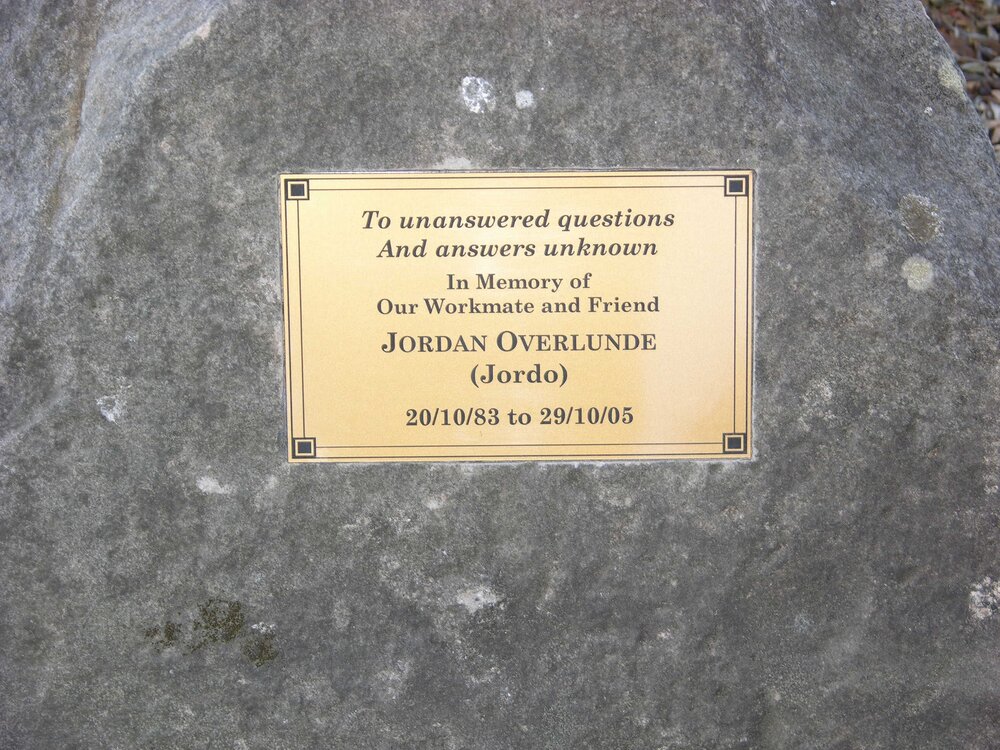 To unanswered questions
And answers unknown
In Memory of
Our Workmate and Friend
JORDAN OVERLUNDE
(Jordo)
20/10/83 to 29/10/05